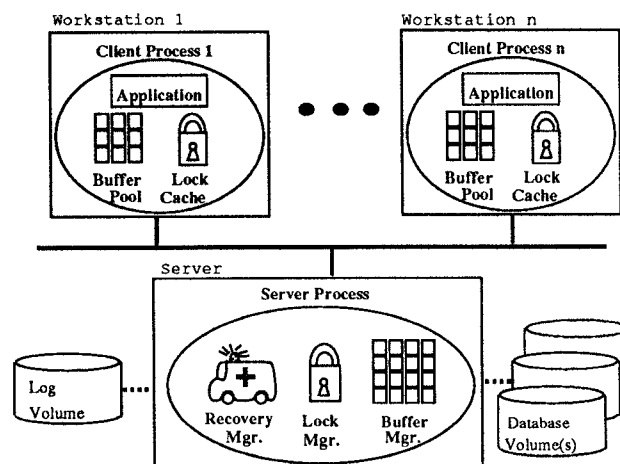 Workstation 1
Workstation n
Client Process 1
Client Process n
Application
Application
Buffer
Pool
Lock
Cache
Buffer
Pool
Lock
Cache
Server
Server Process
Log
Volume
Recovery
Mgr.
Lock
Mgr.
Buffer
Mgr.
Database
Volume(s)